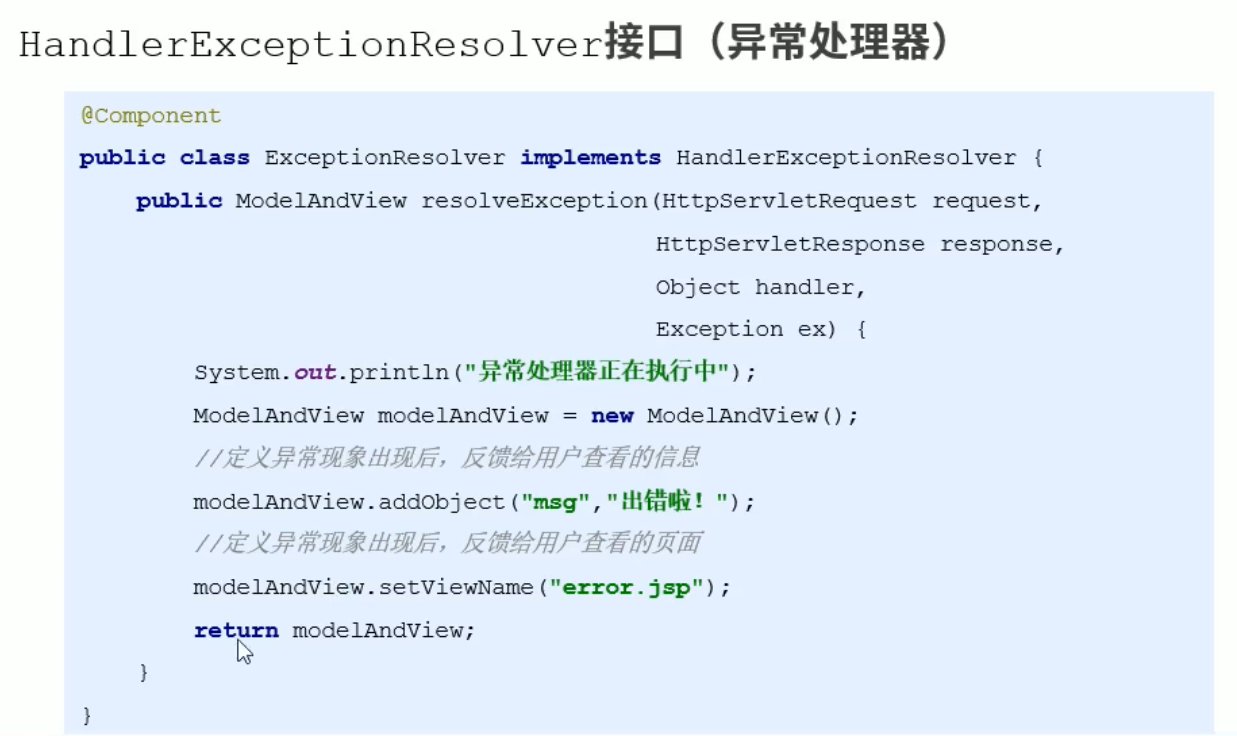 HandlerExceptionResolver接口（异常处理器）
@Component
public class ExceptionResolver implements HandlerExceptionResolver {
public ModelAndView resolveException(HttpServletRequest request,
HttpServletResponse response,
Object handler,
Exception ex) {
System.out.println("异常处理器正在执行中");
ModelAndView modelAndView = new ModelAndView();
//定义异常现象出现后，反馈给用户查看的信息
modelAndView.addObject("msg","出错啦！");
//定义异常现象出现后，反馈给用户查看的页面
modelAndView.setViewName("error.jsp");
return modelAndView;
}
}